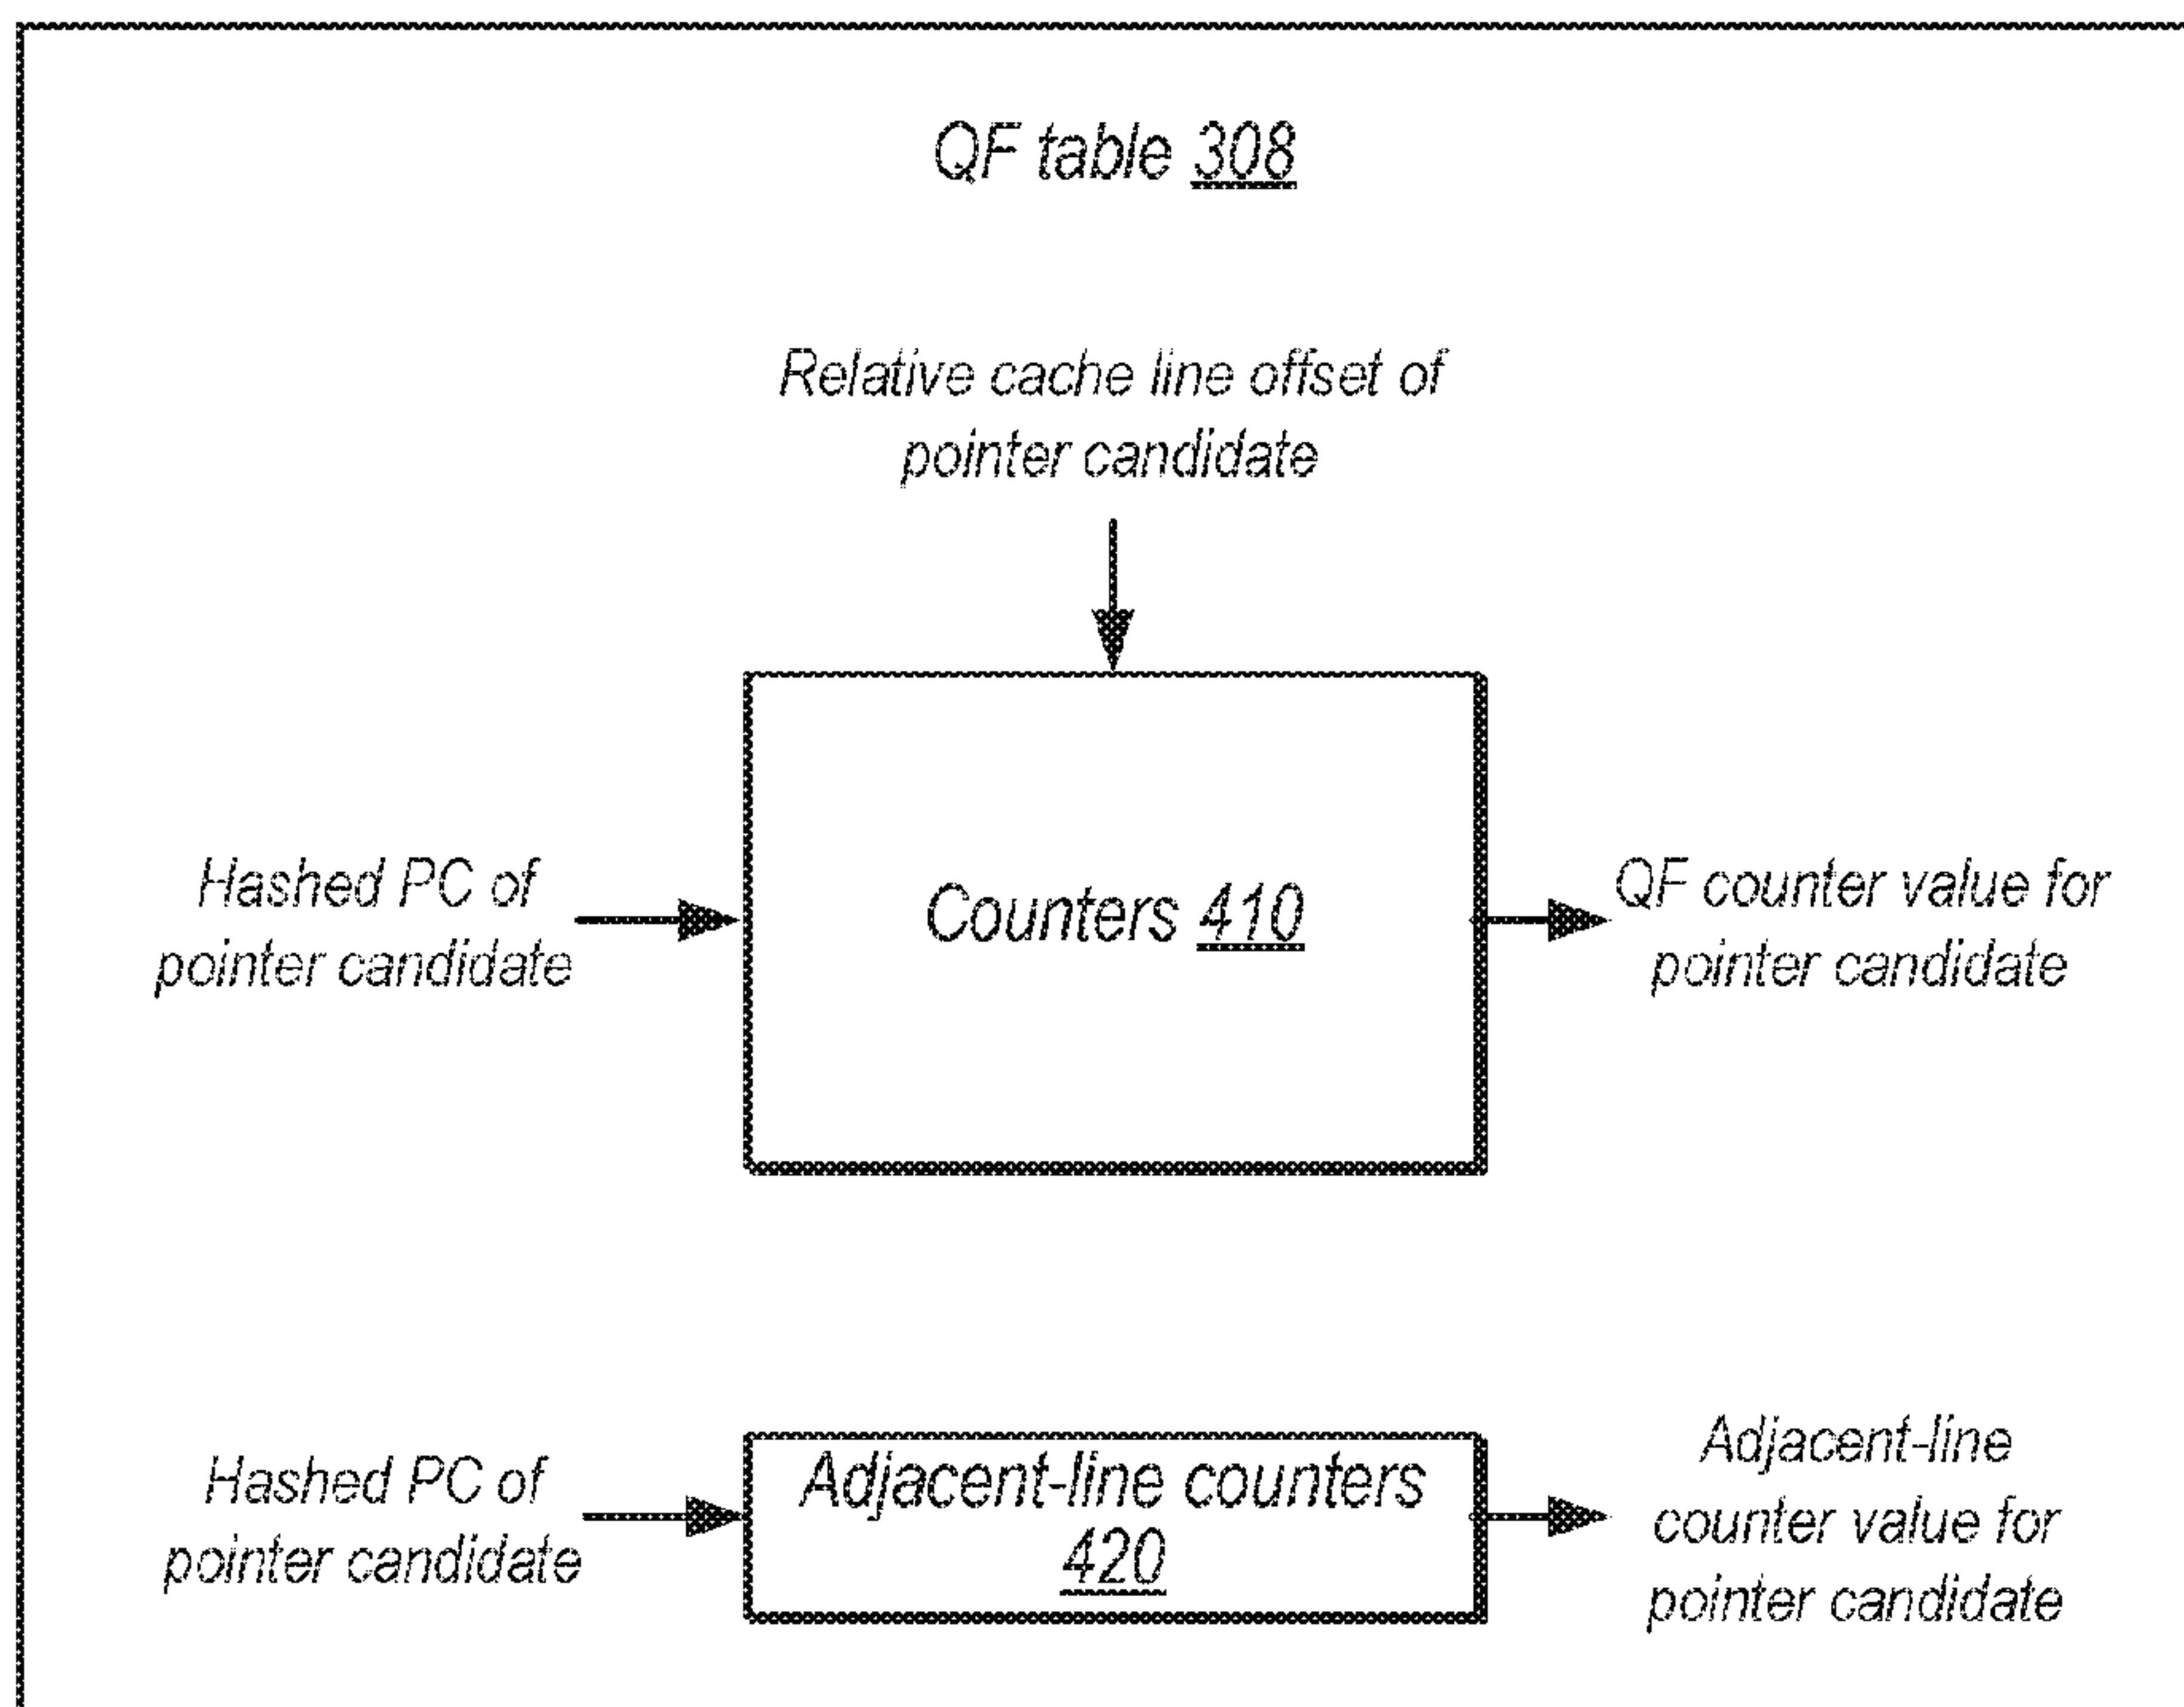 QF table 308
Relative cache line offset of
pointer candidate
Hashed PC of
pointer candidate
Counters 410
QF counter value for
pointer candidate
Hashed PC of
pointer candidate
Adjacent-line counters
420
Adjacent-line
counter value for
pointer candidate